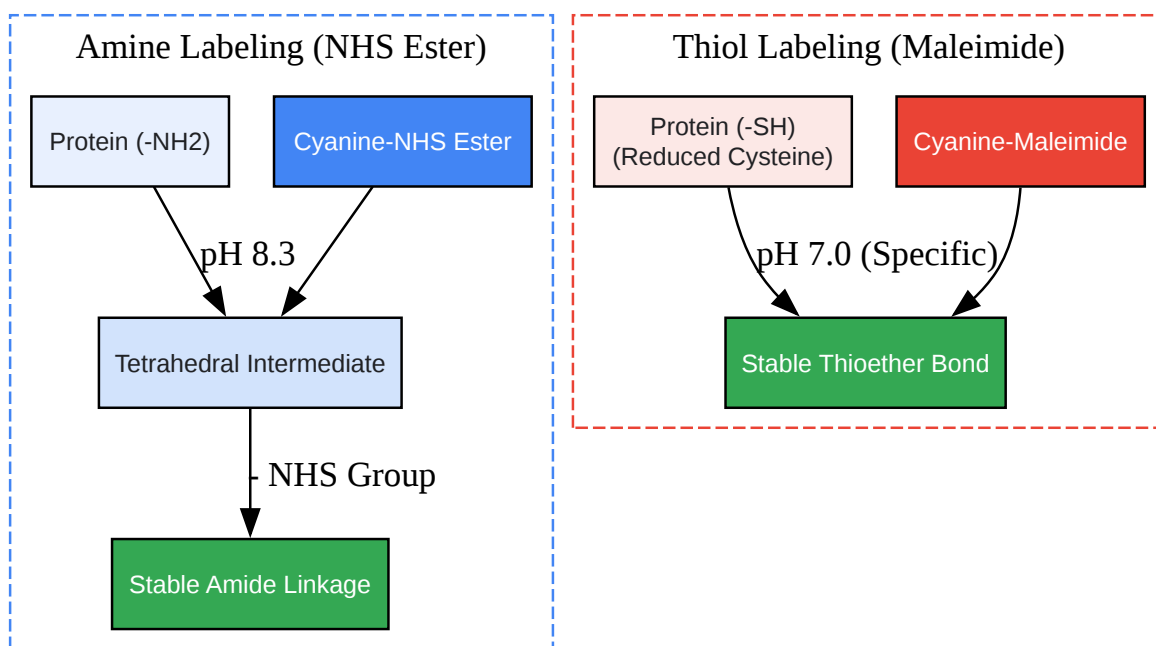 Amine Labeling (NHS Ester)
Protein (-NH2)
Cyanine-NHS Ester
pH 8.3
Tetrahedral Intermediate
- NHS Group
Stable Amide Linkage
Thiol Labeling (Maleimide)
Protein (-SH)
(Reduced Cysteine)
Cyanine-Maleimide
pH 7.0 (Specific)
Stable Thioether Bond